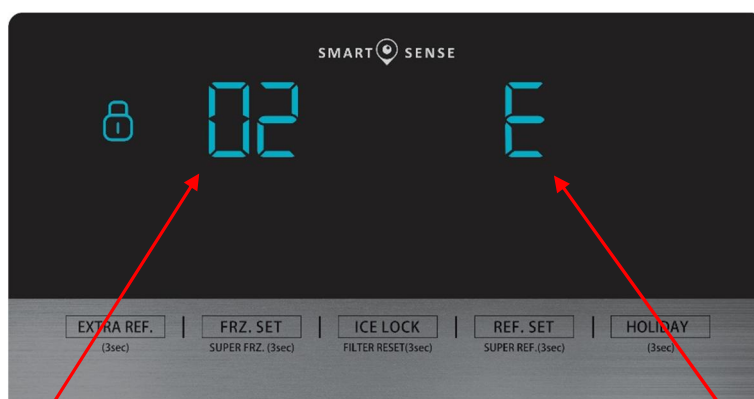 SMART SENSE
02 E
EXTRA REF. | FRZ. SET | ICE LOCK | REF. SET | HOLIDAY
(3sec) SUPER FRZ. (3sec) FILTER RESET(3sec) SUPER REF.(3sec) (3sec)